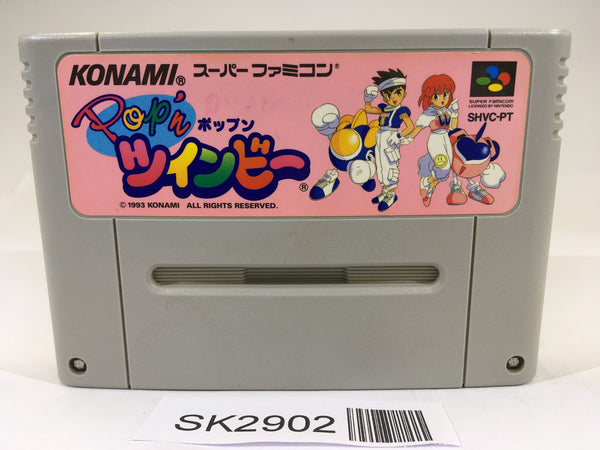 KONAMI® スーパーファミコン®
Pop'n ポップン
ツインビー®
© 1993 KONAMI ALL RIGHTS RESERVED.
SUPER FAMICOM
LICENSED BY NINTENDO
SHVC-PT
SK2902